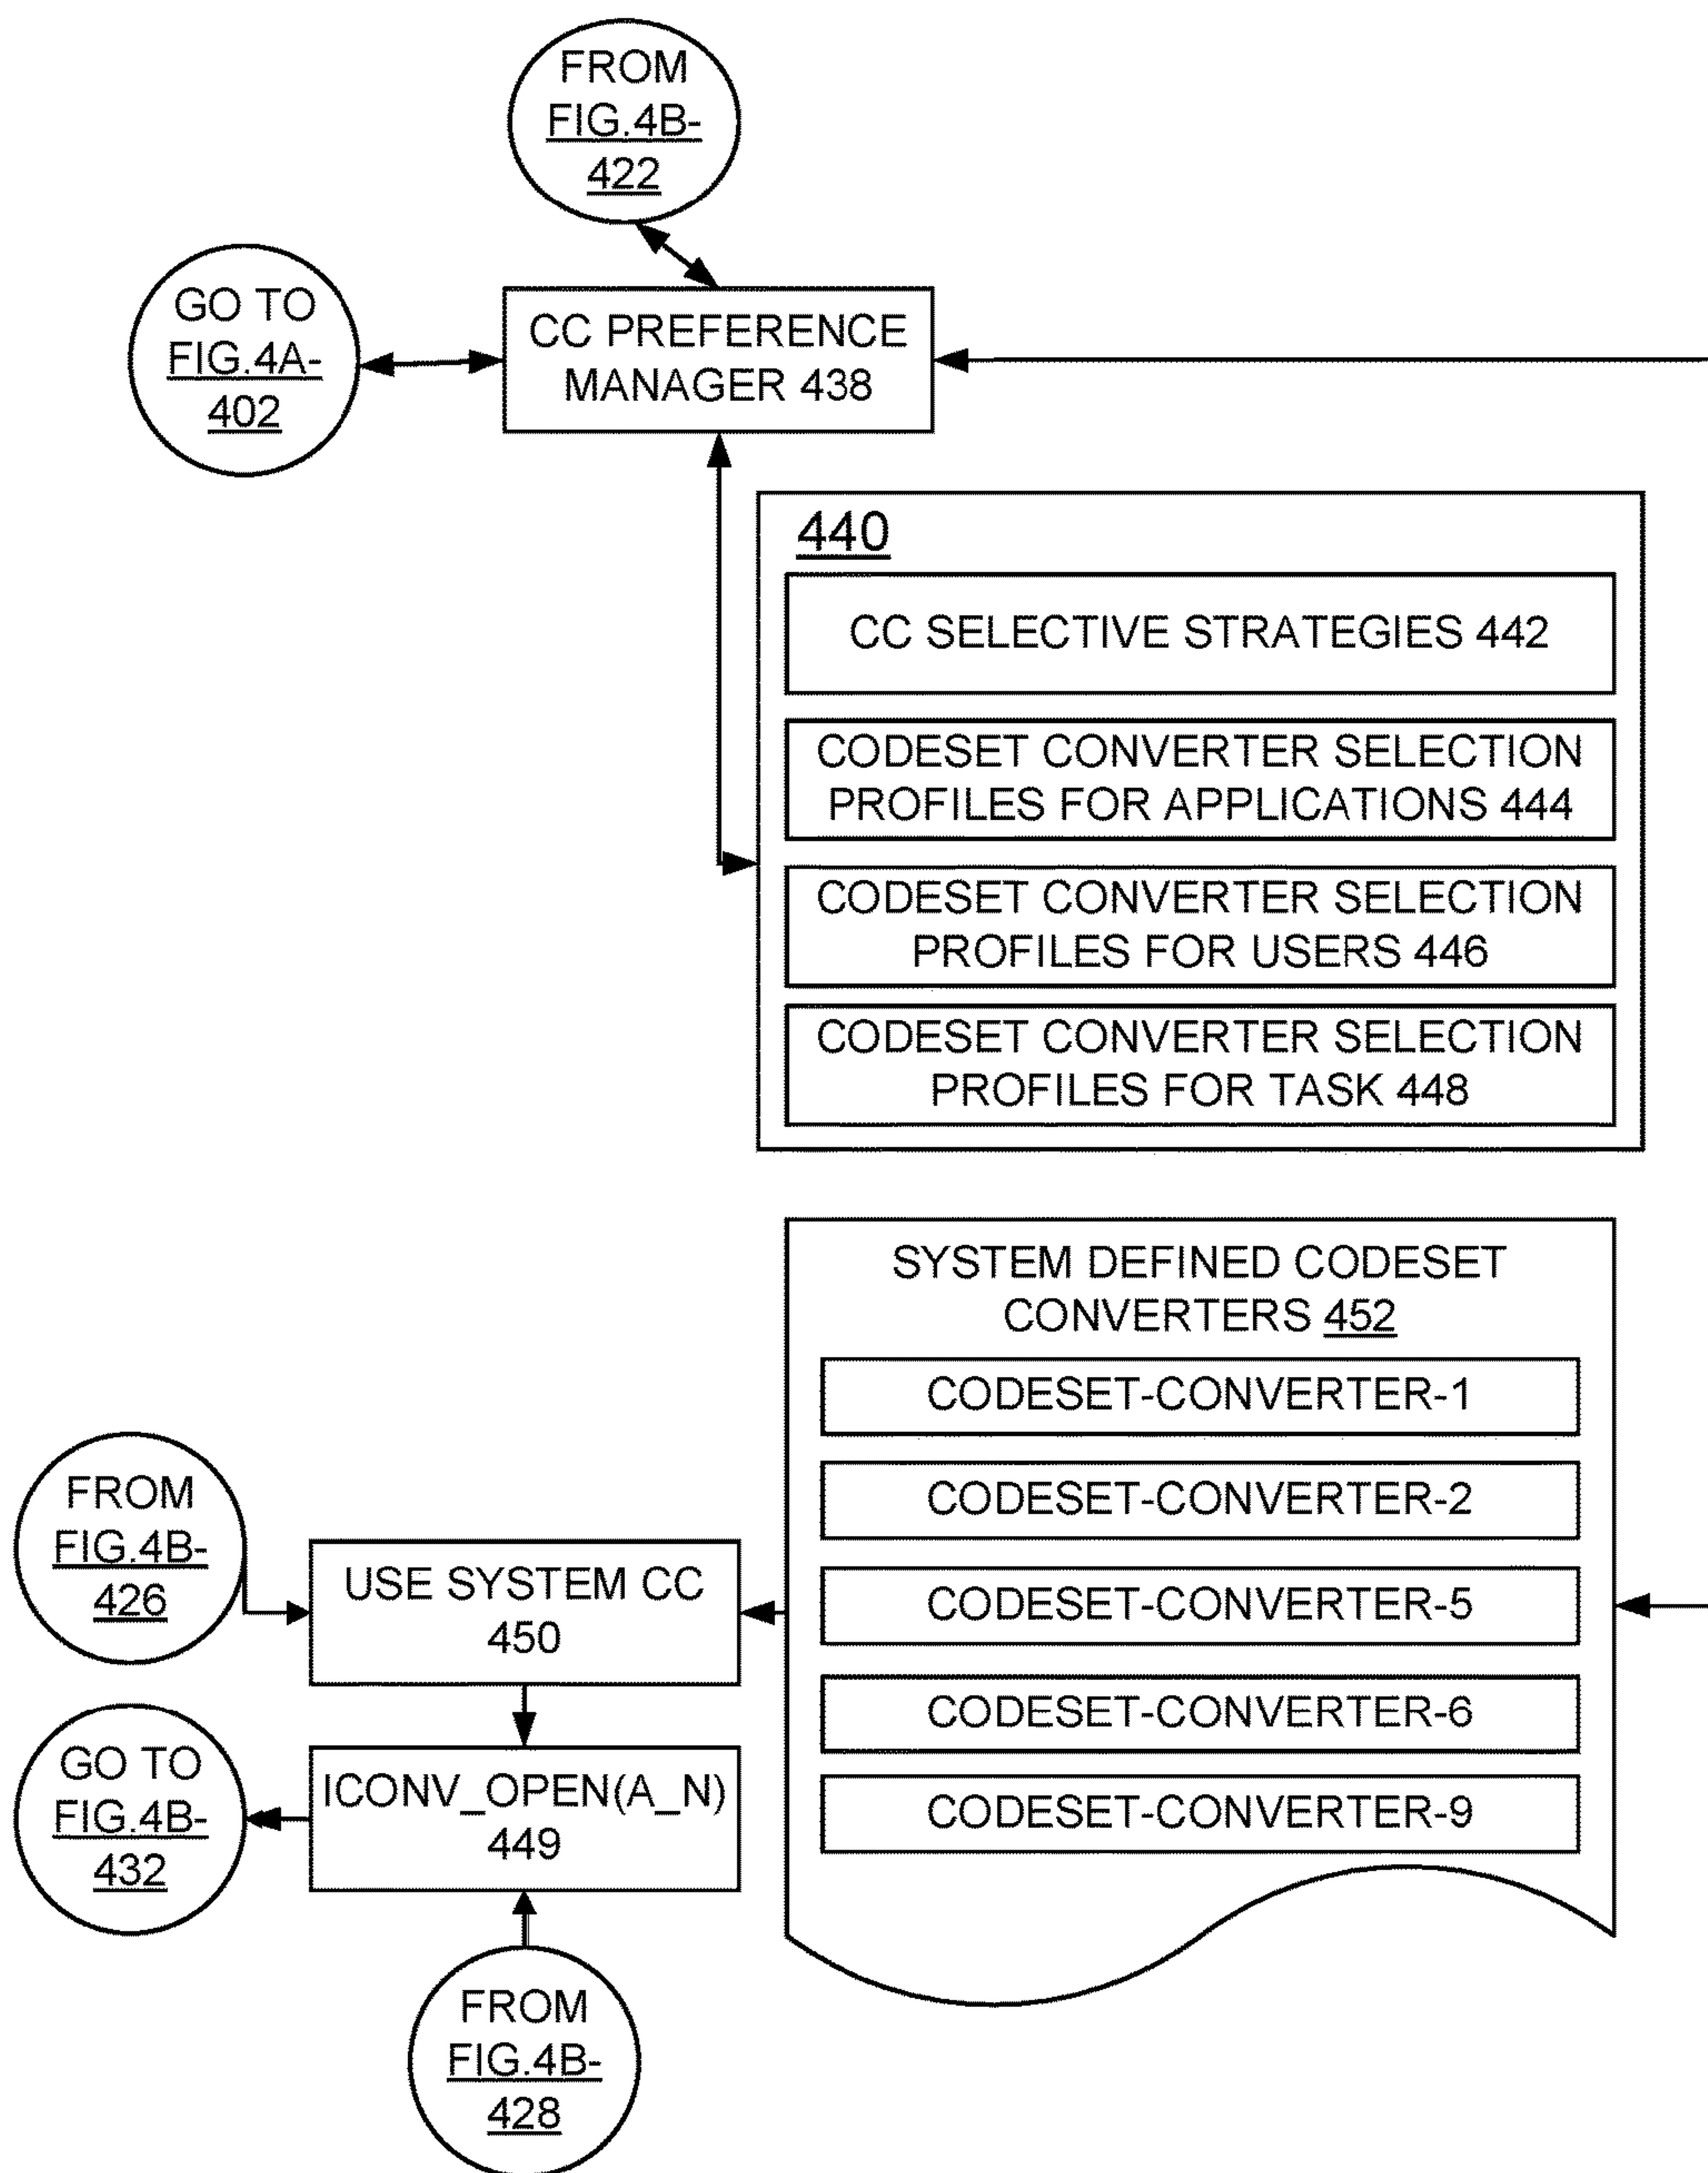 FROM
FIG.4B-
422
GO TO
FIG.4A-
402
CC PREFERENCE
MANAGER 438
440
CC SELECTIVE STRATEGIES 442
CODESET CONVERTER SELECTION
PROFILES FOR APPLICATIONS 444
CODESET CONVERTER SELECTION
PROFILES FOR USERS 446
CODESET CONVERTER SELECTION
PROFILES FOR TASK 448
SYSTEM DEFINED CODESET
CONVERTERS 452
CODESET-CONVERTER-1
CODESET-CONVERTER-2
CODESET-CONVERTER-5
CODESET-CONVERTER-6
CODESET-CONVERTER-9
FROM
FIG.4B-
426
USE SYSTEM CC
450
GO TO
FIG.4B-
432
ICONV_OPEN(A_N)
449
FROM
FIG.4B-
428